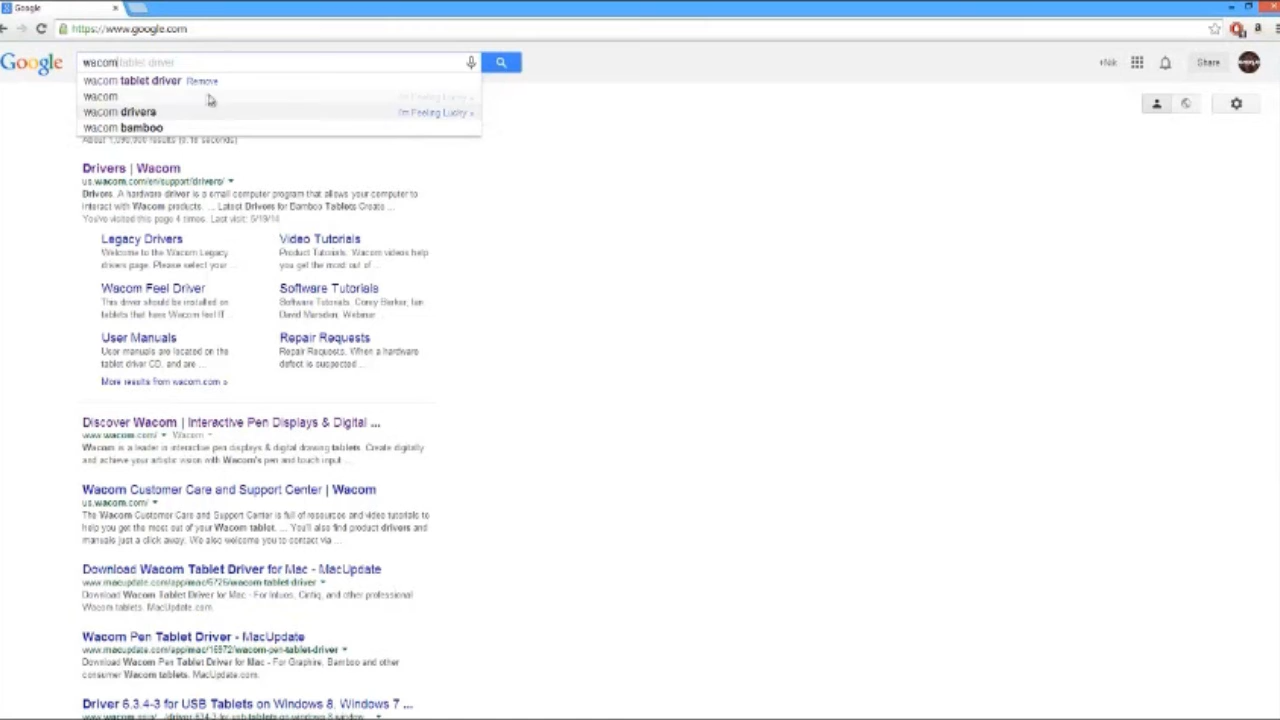 Google
https://www.google.com
Google
wacom tablet driver
+Nik
Share
wacom tablet driver Remove
wacom I'm Feeling Lucky »
wacom drivers I'm Feeling Lucky »
wacom bamboo
About 1,090,000 results (0.18 seconds)
Drivers | Wacom
us.wacom.com/en/support/drivers/
Drivers. A hardware driver is a small computer program that allows your computer to
interact with Wacom products. ... Latest Drivers for Bamboo Tablets Create ...
You've visited this page 4 times. Last visit: 6/19/14
Legacy Drivers
Welcome to the Wacom Legacy
drivers page. Please select your ...
Video Tutorials
Product Tutorials. Wacom videos help
you get the most out of ...
Wacom Feel Driver
This driver should be installed on
tablets that have Wacom feel IT ...
Software Tutorials
Software Tutorials. Corey Barker, Ian
David Marsden, Webinar ...
User Manuals
User manuals are located on the
tablet driver CD, and are ...
Repair Requests
Repair Requests. When a hardware
defect is suspected ...
More results from wacom.com »
Discover Wacom | Interactive Pen Displays & Digital ...
www.wacom.com/ Wacom
Wacom is a leader in interactive pen displays & digital drawing tablets. Create digitally
and achieve your artistic vision with Wacom's pen and touch input ...
Wacom Customer Care and Support Center | Wacom
us.wacom.com/
The Wacom Customer Care and Support Center is full of resources and video tutorials to
help you get the most out of your Wacom tablet. ... You'll also find product drivers and
manuals just a click away. We also welcome you to contact via ...
Download Wacom Tablet Driver for Mac - MacUpdate
www.macupdate.com/app/mac/6726/wacom-tablet-driver
Download Wacom Tablet Driver for Mac - For Intuos, Cintiq, and other professional
Wacom tablets. MacUpdate.com.
Wacom Pen Tablet Driver - MacUpdate
www.macupdate.com/app/mac/16972/wacom-pen-tablet-driver
Download Wacom Pen Tablet Driver for Mac - For Graphire, Bamboo and other
consumer Wacom tablets. MacUpdate.com.
Driver 6.3.4-3 for USB Tablets on Windows 8, Windows 7 ...